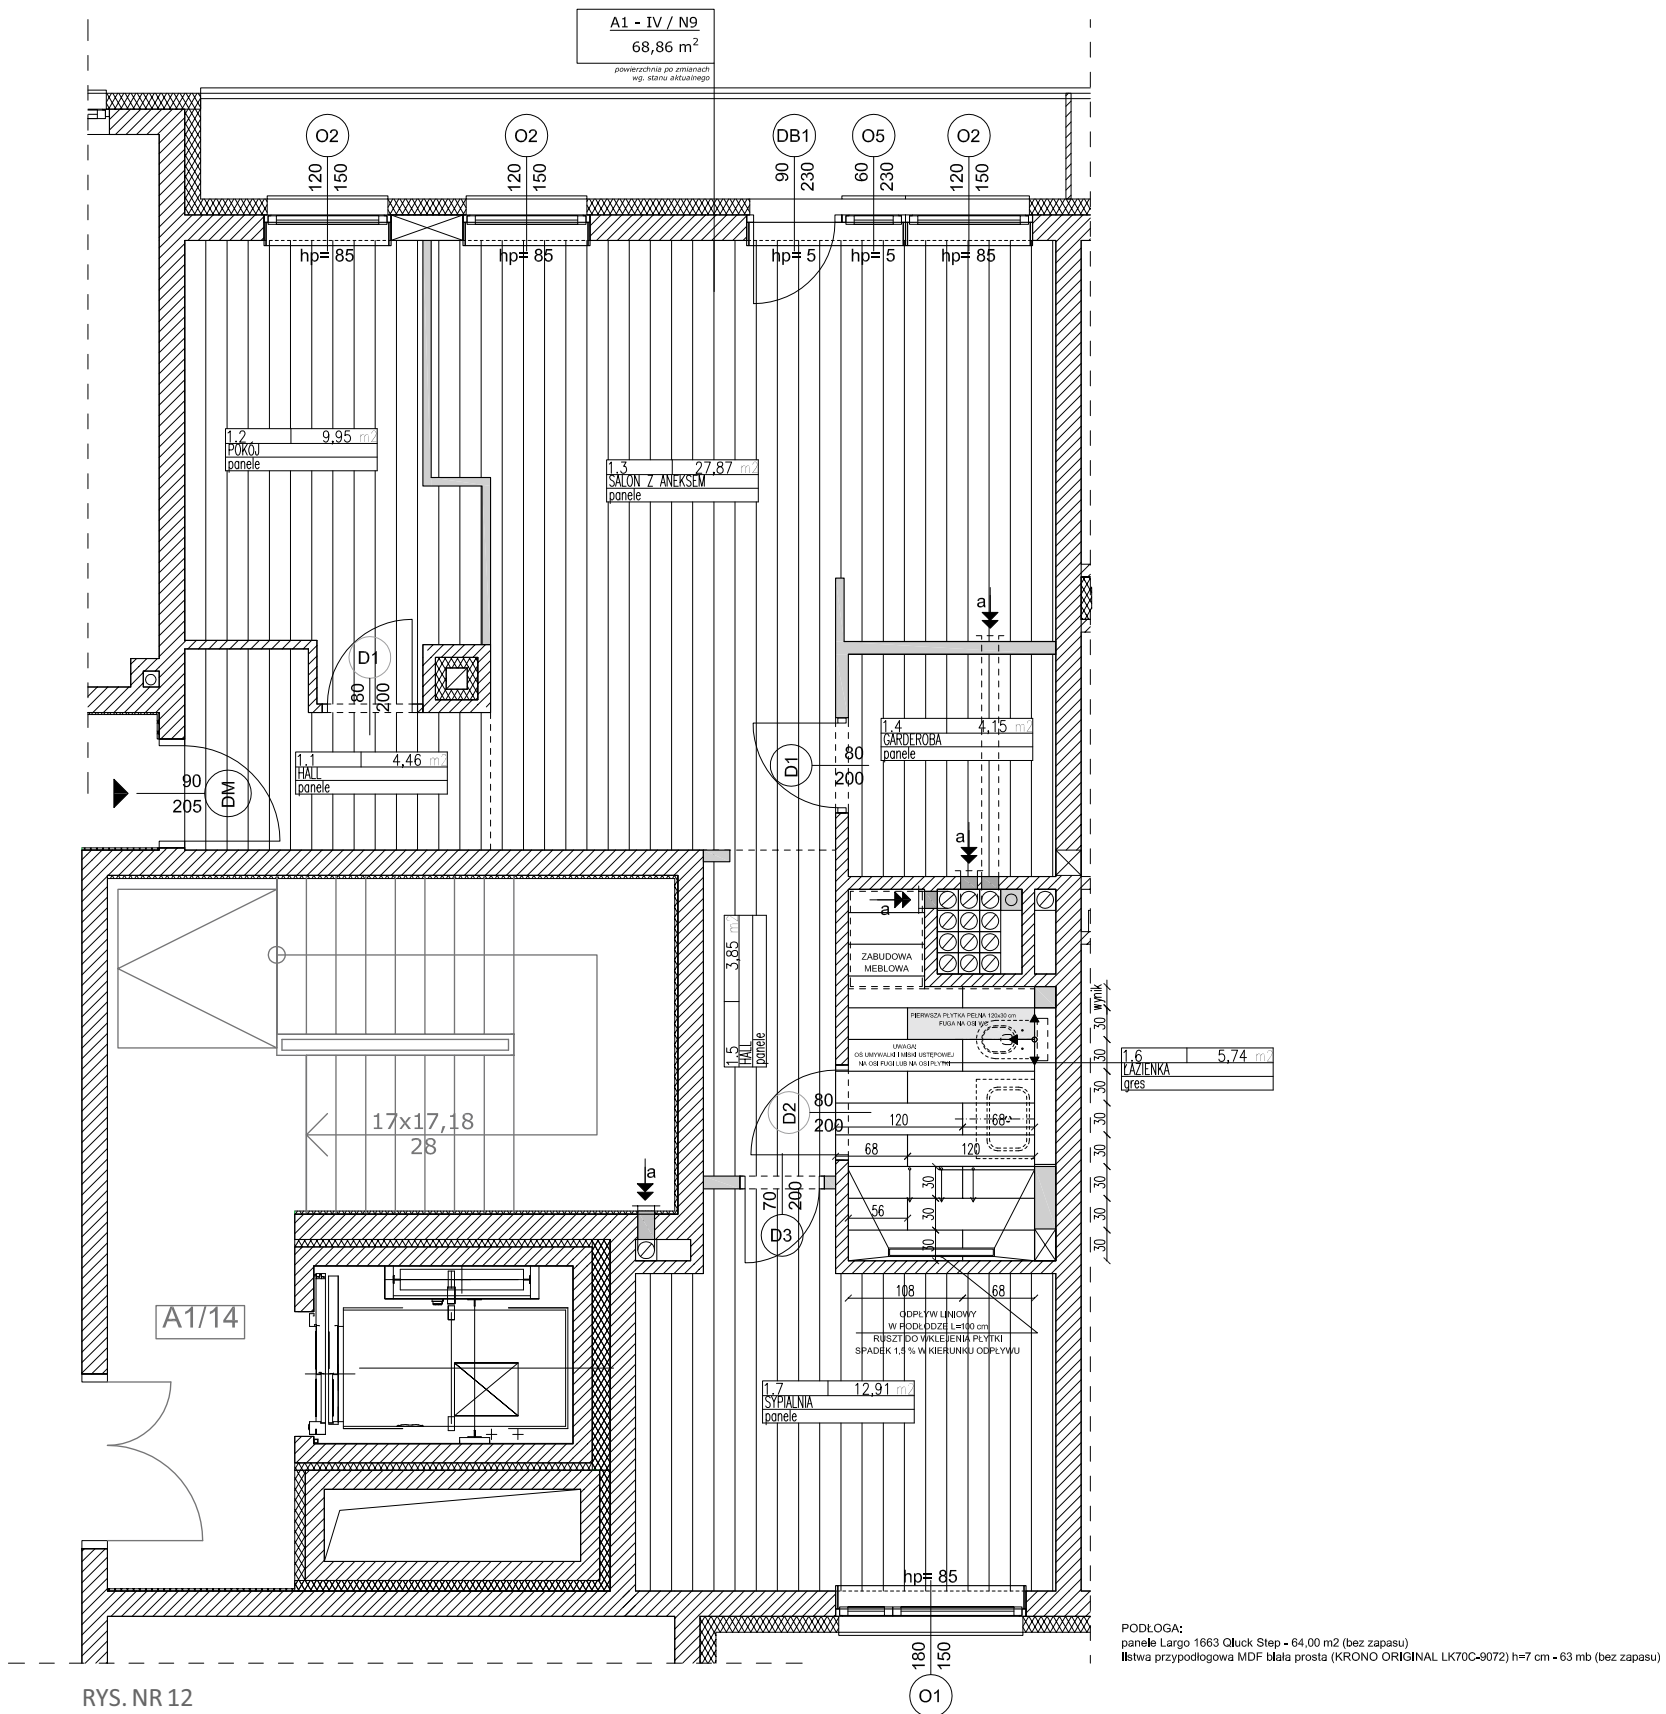 A1 - IV / N9
68,86 m²
powierzchnia po zmianach
wg. stanu aktualnego
O2
120
150
O2
120
150
DB1
90
230
O5
60
230
O2
120
150
hp= 85
hp= 85
hp= 5
hp= 5
hp= 85
1.2 9,95 m2
POKÓJ
panele
1.3 27,87 m2
SALON Z ANEKSEM
panele
a
D1
80
200
1.4 4,15 m2
GARDEROBA
panele
1.1 4,46 m2
HALL
panele
D1
80
200
90
205
DM
a
a
ZABUDOWA
MEBLOWA
1.5 3,85 m2
HALL
panele
PIERWSZA PŁYTKA PEŁNA 120x30 cm
FUGA NA OSI WC
UWAGA:
OŚ UMYWALKI I MISKI USTĘPOWEJ
NA OSI FUGI LUB NA OSI PŁYTKI
wynik
30
30
30
30
30
30
30
30
1.6 5,74 m2
ŁAZIENKA
gres
D2
80
200
120
68
68
120
17x17,18
28
a
70
200
D3
30
56
30
30
108
68
ODPŁYW LINIOWY
W PODŁODZE L=100 cm
RUSZT DO WKLEJENIA PŁYTKI
SPADEK 1,5 % W KIERUNKU ODPŁYWU
A1/14
1.7 12,91 m2
SYPIALNIA
panele
hp= 85
180
150
O1
PODŁOGA:
panele Largo 1663 Qluck Step - 64,00 m2 (bez zapasu)
listwa przypodłogowa MDF biała prosta (KRONO ORIGINAL LK70C-9072) h=7 cm - 63 mb (bez zapasu)
RYS. NR 12